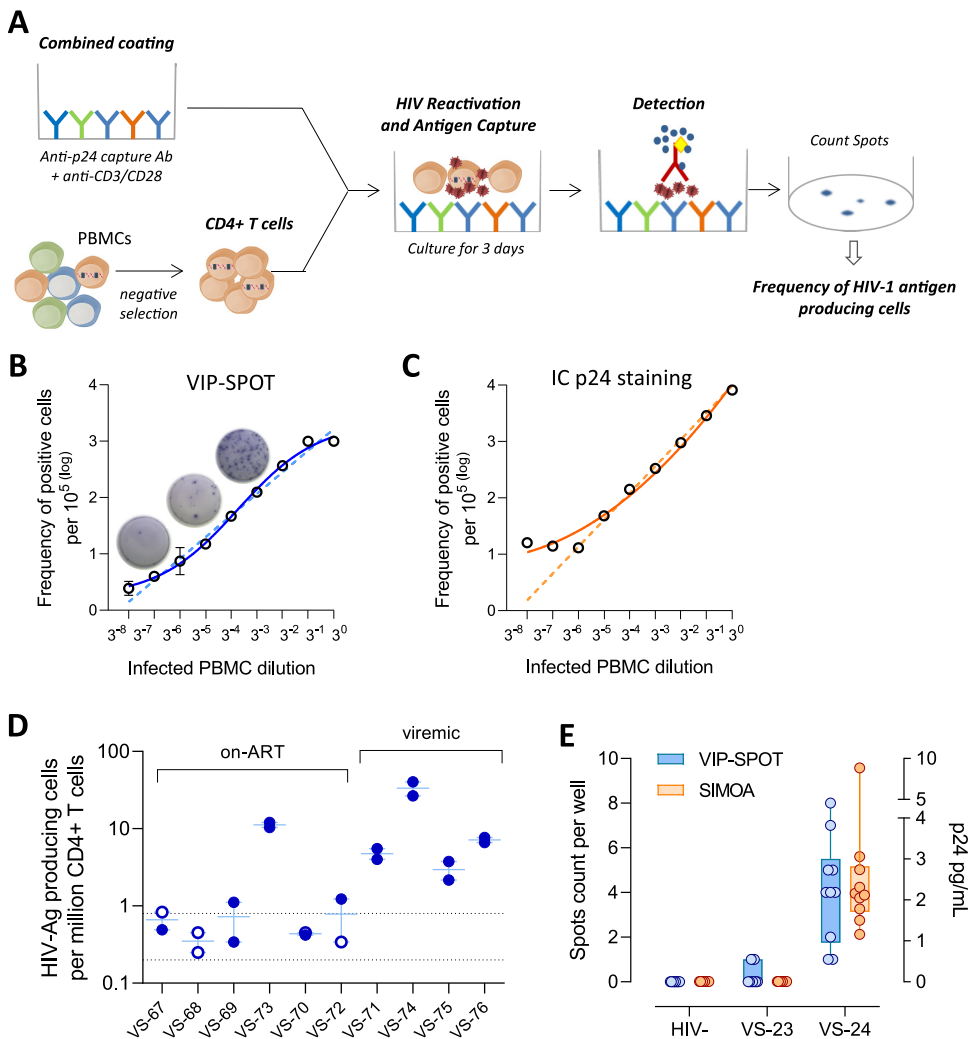 A
Combined coating
Anti-p24 capture Ab
+ anti-CD3/CD28
PBMCs
negative
selection
CD4+ T cells
HIV Reactivation
and Antigen Capture
Culture for 3 days
Detection
Count Spots
Frequency of HIV-1 antigen
producing cells
B
VIP-SPOT
Frequency of positive cells
per 10^5 (log)
4
3
2
1
0
3^-8 3^-7 3^-6 3^-5 3^-4 3^-3 3^-2 3^-1 3^0
Infected PBMC dilution
C
IC p24 staining
Frequency of positive cells
per 10^5 (log)
4
3
2
1
0
3^-8 3^-7 3^-6 3^-5 3^-4 3^-3 3^-2 3^-1 3^0
Infected PBMC dilution
D
on-ART
viremic
HIV-Ag producing cells
per million CD4+ T cells
100
10
1
0.1
VS-67 VS-68 VS-69 VS-73 VS-70 VS-72 VS-71 VS-74 VS-75 VS-76
E
VIP-SPOT
SIMOA
Spots count per well
10
8
6
4
2
0
10
5
4
3
2
1
0
p24 pg/mL
HIV- VS-23 VS-24